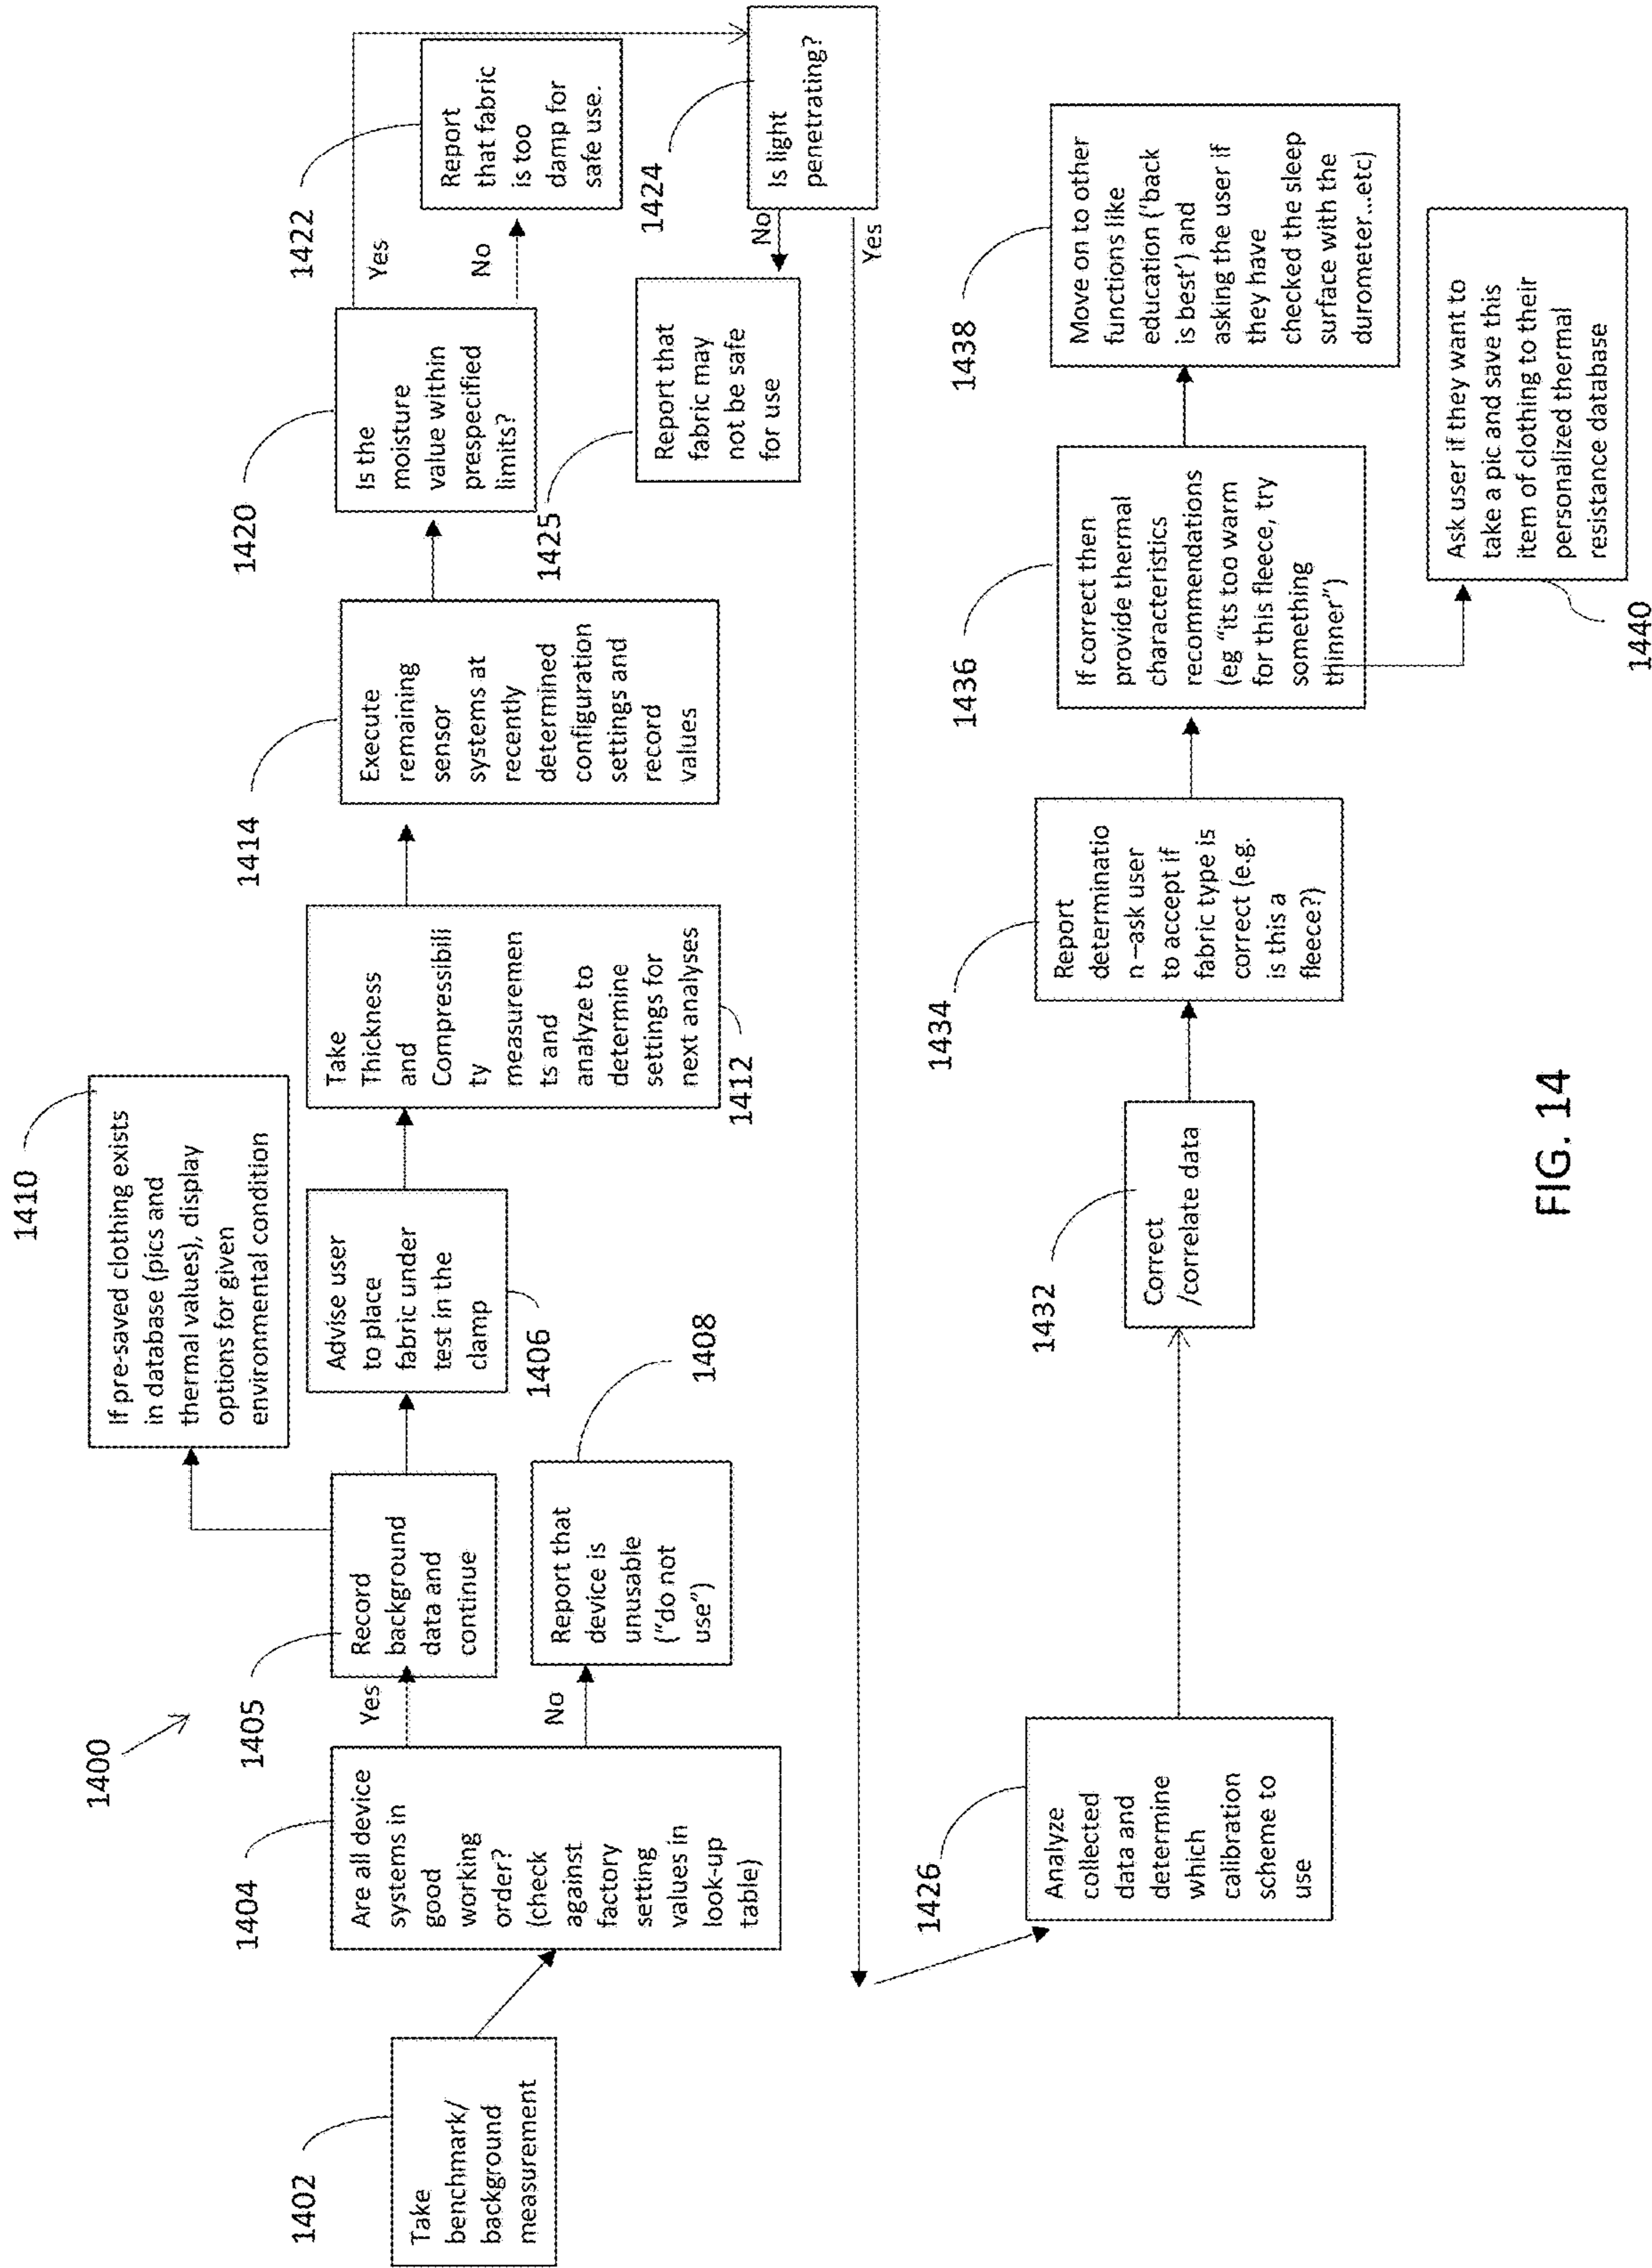 1400
1402
Take
benchmark/
background
measurement
1404
Are all device
systems in
good
working
order?
(check
against
factory
setting
values in
look-up
table)
Yes
No
1405
Record
background
data and
continue
1408
Report that
device is
unusable
("do not
use")
1410
If pre-saved clothing exists
in database (pics and
thermal values), display
options for given
environmental condition
Advise user
to place
fabric under
test in the
clamp
1406
Take
Thickness
and
Compressibili
ty
measuremen
ts and
analyze to
determine
settings for
next analyses
1412
1414
Execute
remaining
sensor
systems at
recently
determined
configuration
settings and
record
values
1420
Is the
moisture
value within
prespecified
limits?
Yes
No
1422
Report
that fabric
is too
damp for
safe use.
1424
Is light
penetrating?
No
Yes
1425
Report that
fabric may
not be safe
for use
1426
Analyze
collected
data and
determine
which
calibration
scheme to
use
1432
Correct
/correlate data
1434
Report
determinatio
n--ask user
to accept if
fabric type is
correct (e.g.
is this a
fleece?)
1436
If correct then
provide thermal
characteristics
recommendations
(eg "its too warm
for this fleece, try
something
thinner")
1438
Move on to other
functions like
education ('back
is best') and
asking the user if
they have
checked the sleep
surface with the
durometer...etc)
Ask user if they want to
take a pic and save this
item of clothing to their
personalized thermal
resistance database
1440
FIG. 14